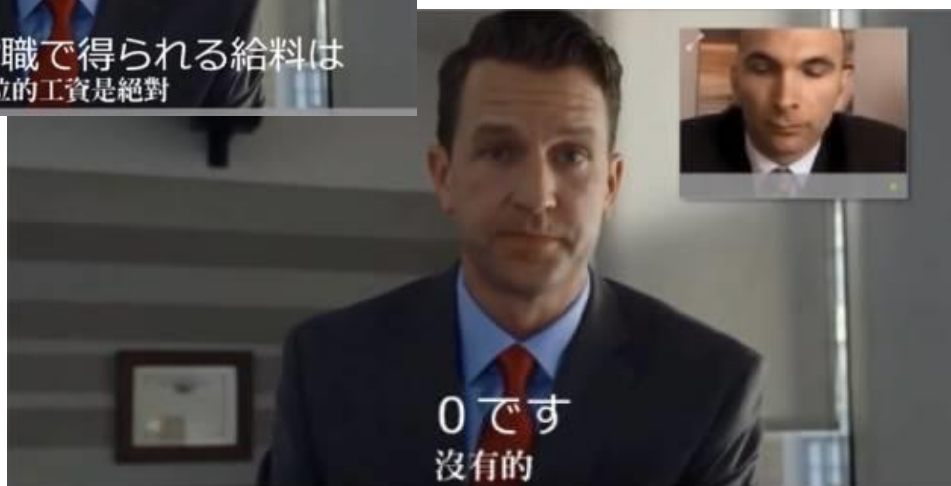 職で得られる給料は
位的工資是絕對
0です
沒有的